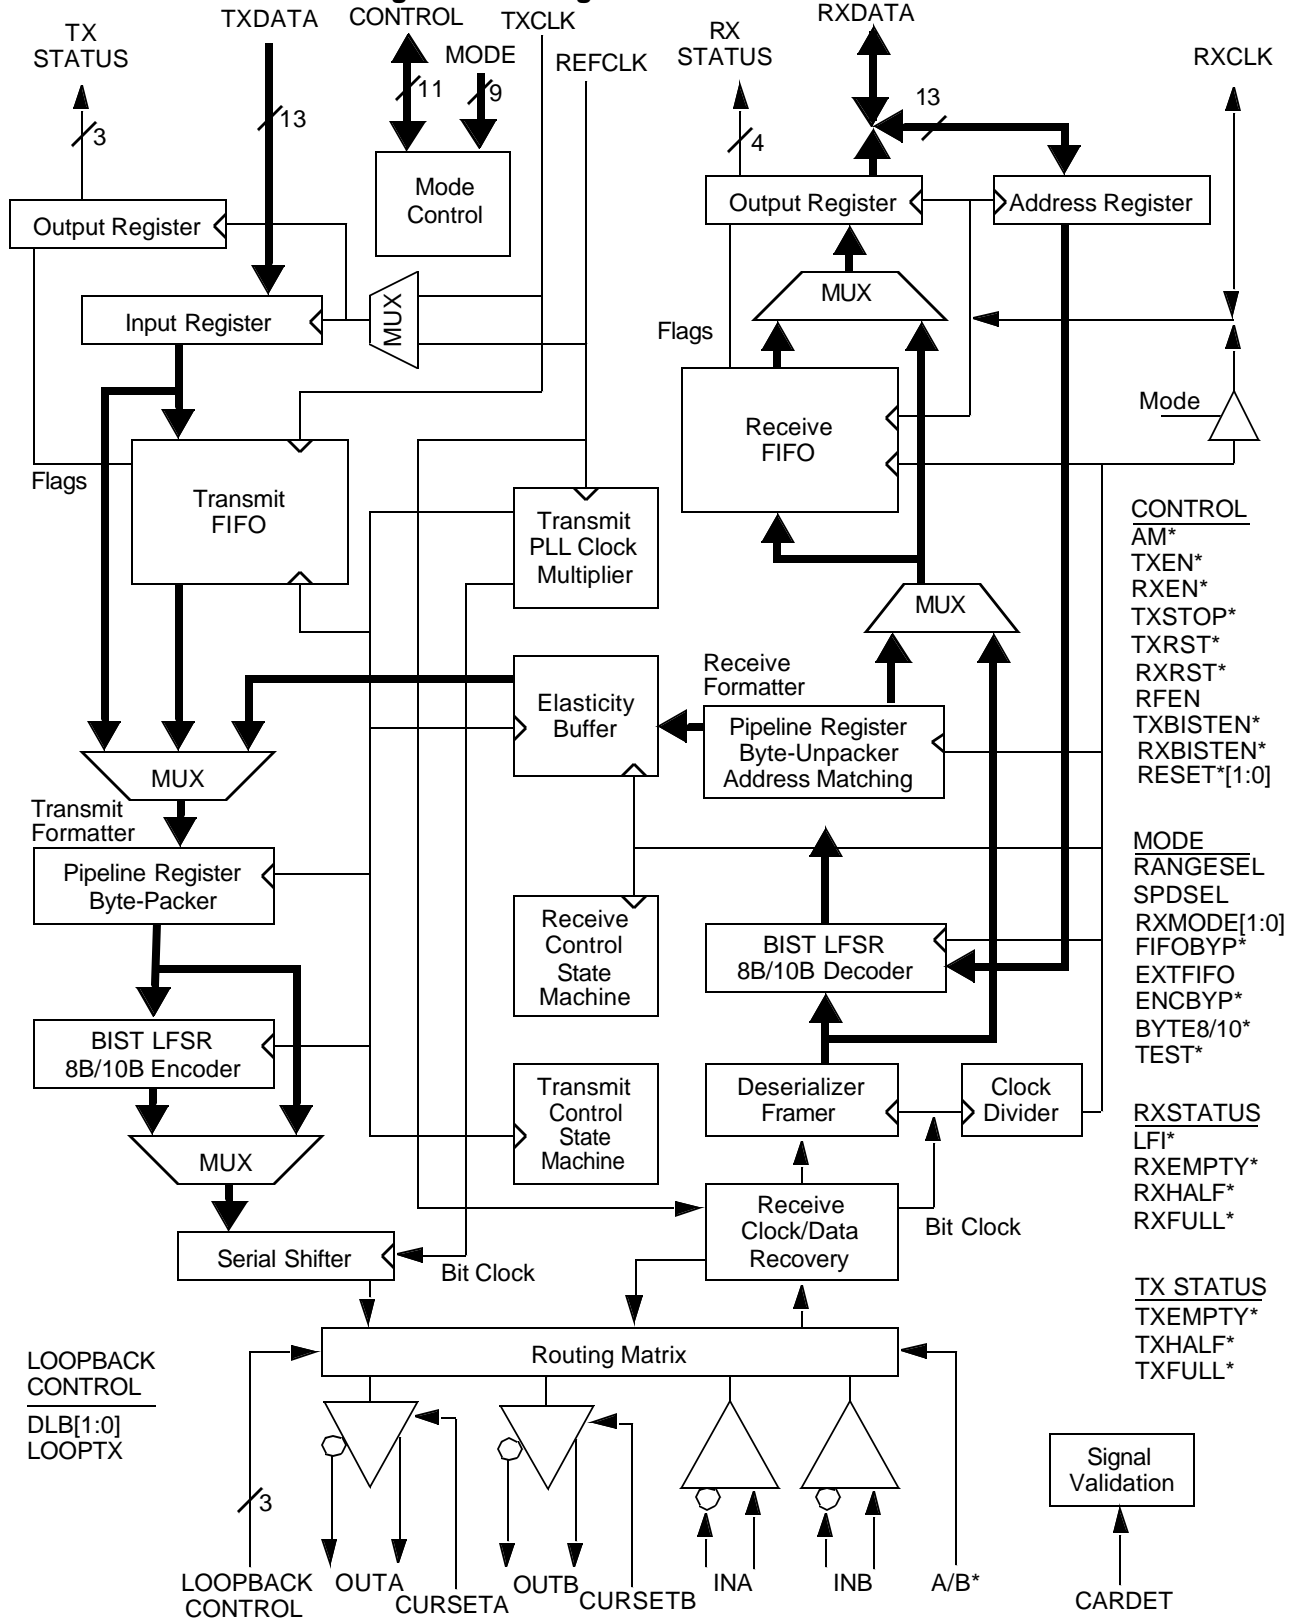 TX
STATUS
TXDATA
CONTROL
TXCLK
MODE
REFCLK
RX
STATUS
RXDATA
RXCLK
3
13
11
9
4
13
Mode
Control
Output Register
Output Register
Address Register
Input Register
MUX
MUX
Flags
Mode
Receive
FIFO
Flags
Transmit
FIFO
Transmit
PLL Clock
Multiplier
MUX
Receive
Formatter
Elasticity
Buffer
Pipeline Register
Byte-Unpacker
Address Matching
MUX
Transmit
Formatter
Pipeline Register
Byte-Packer
Receive
Control
State
Machine
BIST LFSR
8B/10B Decoder
BIST LFSR
8B/10B Encoder
Transmit
Control
State
Machine
Deserializer
Framer
Clock
Divider
MUX
Receive
Clock/Data
Recovery
Bit Clock
Serial Shifter
Bit Clock
Routing Matrix
LOOPBACK
CONTROL
DLB[1:0]
LOOPTX
3
Signal
Validation
LOOPBACK
CONTROL
OUTA
CURSETA
OUTB
CURSETB
INA
INB
A/B*
CARDET
CONTROL
AM*
TXEN*
RXEN*
TXSTOP*
TXRST*
RXRST*
RFEN
TXBISTEN*
RXBISTEN*
RESET*[1:0]
MODE
RANGESEL
SPDSEL
RXMODE[1:0]
FIFOBYP*
EXTFIFO
ENCBYP*
BYTE8/10*
TEST*
RXSTATUS
LFI*
RXEMPTY*
RXHALF*
RXFULL*
TX STATUS
TXEMPTY*
TXHALF*
TXFULL*